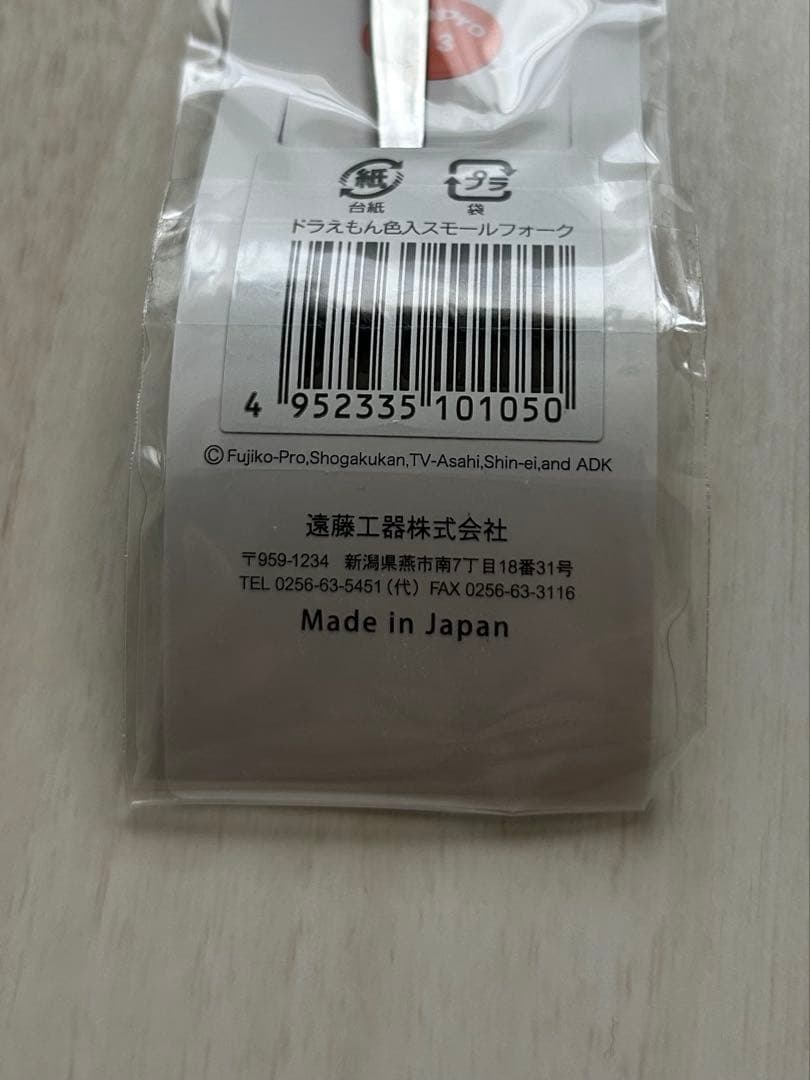 3
紙
プラ
台紙
袋
ドラえもん色入スモールフォーク
4 952335 101050
©Fujiko-Pro,Shogakukan,TV-Asahi,Shin-ei,and ADK
遠藤工器株式会社
〒959-1234 新潟県燕市南7丁目18番31号
TEL 0256-63-5451(代) FAX 0256-63-3116
Made in Japan